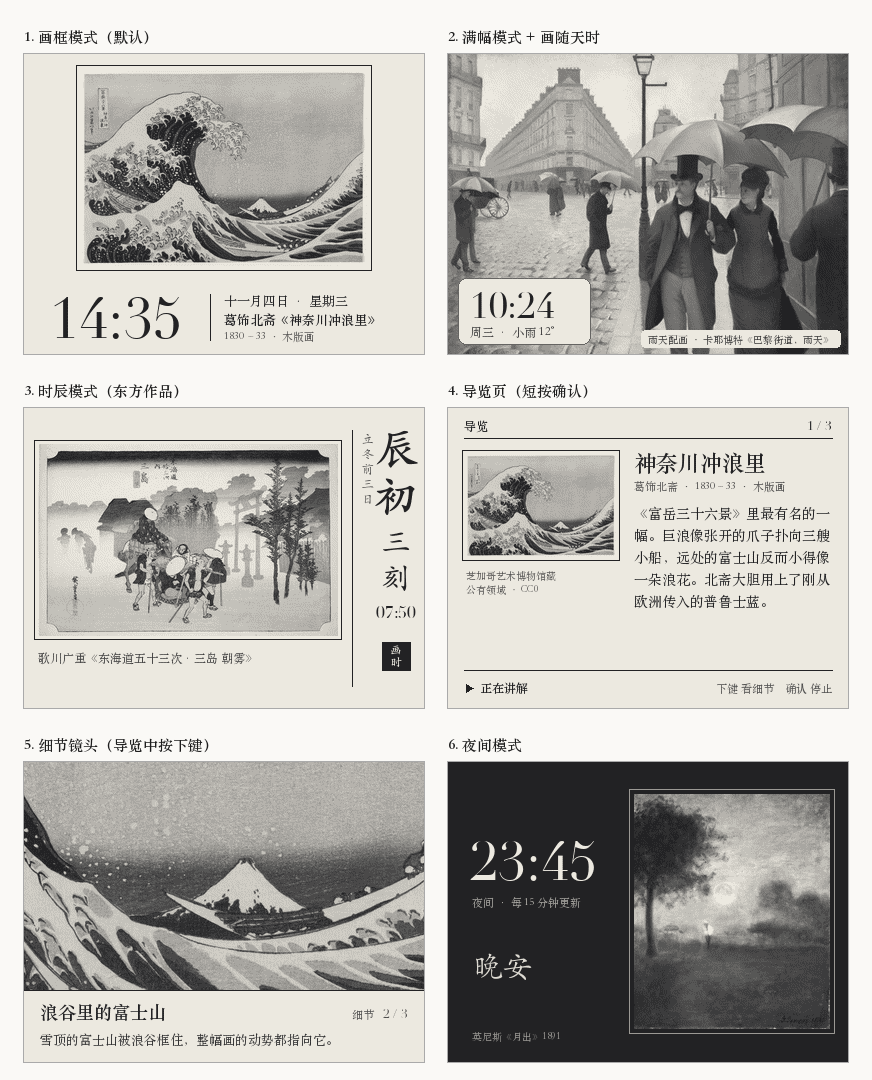 1. 画框模式（默认）
14:35
十一月四日 · 星期三
葛饰北斋《神奈川冲浪里》
1830 – 33 · 木版画
2. 满幅模式 + 画随天时
10:24
周三 · 小雨 12°
雨天配画 · 卡耶博特《巴黎街道，雨天》
3. 时辰模式（东方作品）
立冬前三日
辰初
三刻
07:50
画时
歌川广重《东海道五十三次 · 三岛 朝雾》
4. 导览页（短按确认）
导览
1 / 3
神奈川冲浪里
葛饰北斋 · 1830 – 33 · 木版画
《富岳三十六景》里最有名的一
幅。巨浪像张开的爪子扑向三艘
小船，远处的富士山反而小得像
一朵浪花。北斋大胆用上了刚从
欧洲传入的普鲁士蓝。
芝加哥艺术博物馆藏
公有领域 · CC0
▶ 正在讲解
下键 看细节 确认 停止
5. 细节镜头（导览中按下键）
浪谷里的富士山
细节 2 / 3
雪顶的富士山被浪谷框住，整幅画的动势都指向它。
6. 夜间模式
23:45
夜间 · 每 15 分钟更新
晚安
英尼斯《月出》1891